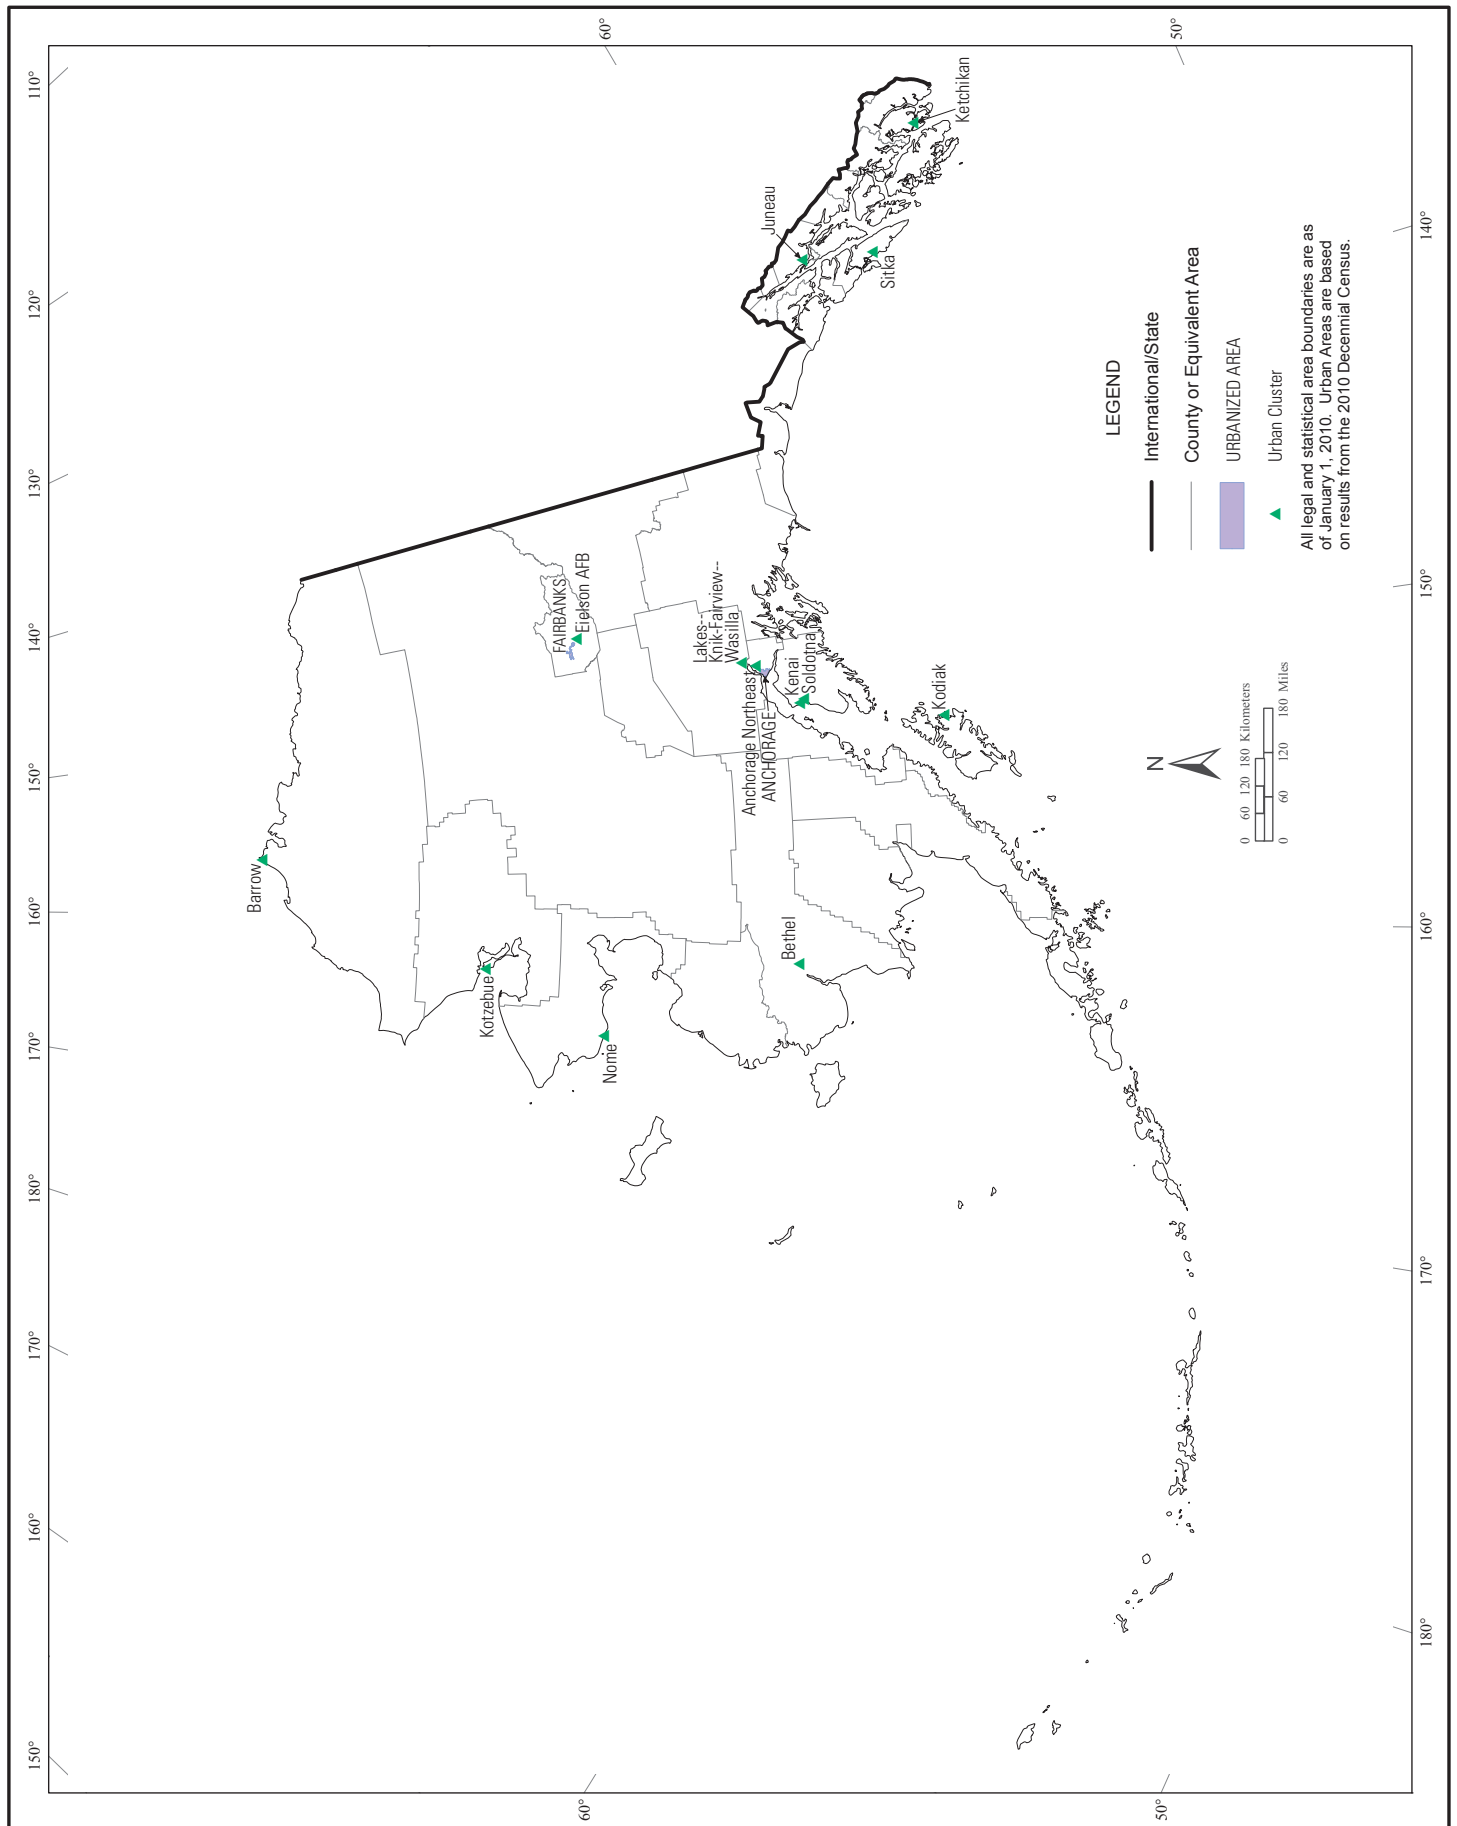 110°
120°
130°
140°
150°
160°
170°
180°
170°
160°
150°
60°
50°
60°
50°
140°
150°
160°
170°
180°
Barrow
Kotzebue
Nome
Bethel
FAIRBANKS
Eielson AFB
Lakes--
Knik-Fairview--
Wasilla
Anchorage Northeast
ANCHORAGE
Kenai
Soldotna
Kodiak
Juneau
Sitka
Ketchikan
N
0 60 120 180 Kilometers
0 60 120 180 Miles
LEGEND
International/State
County or Equivalent Area
URBANIZED AREA
Urban Cluster
All legal and statistical area boundaries are as
of January 1, 2010. Urban Areas are based
on results from the 2010 Decennial Census.